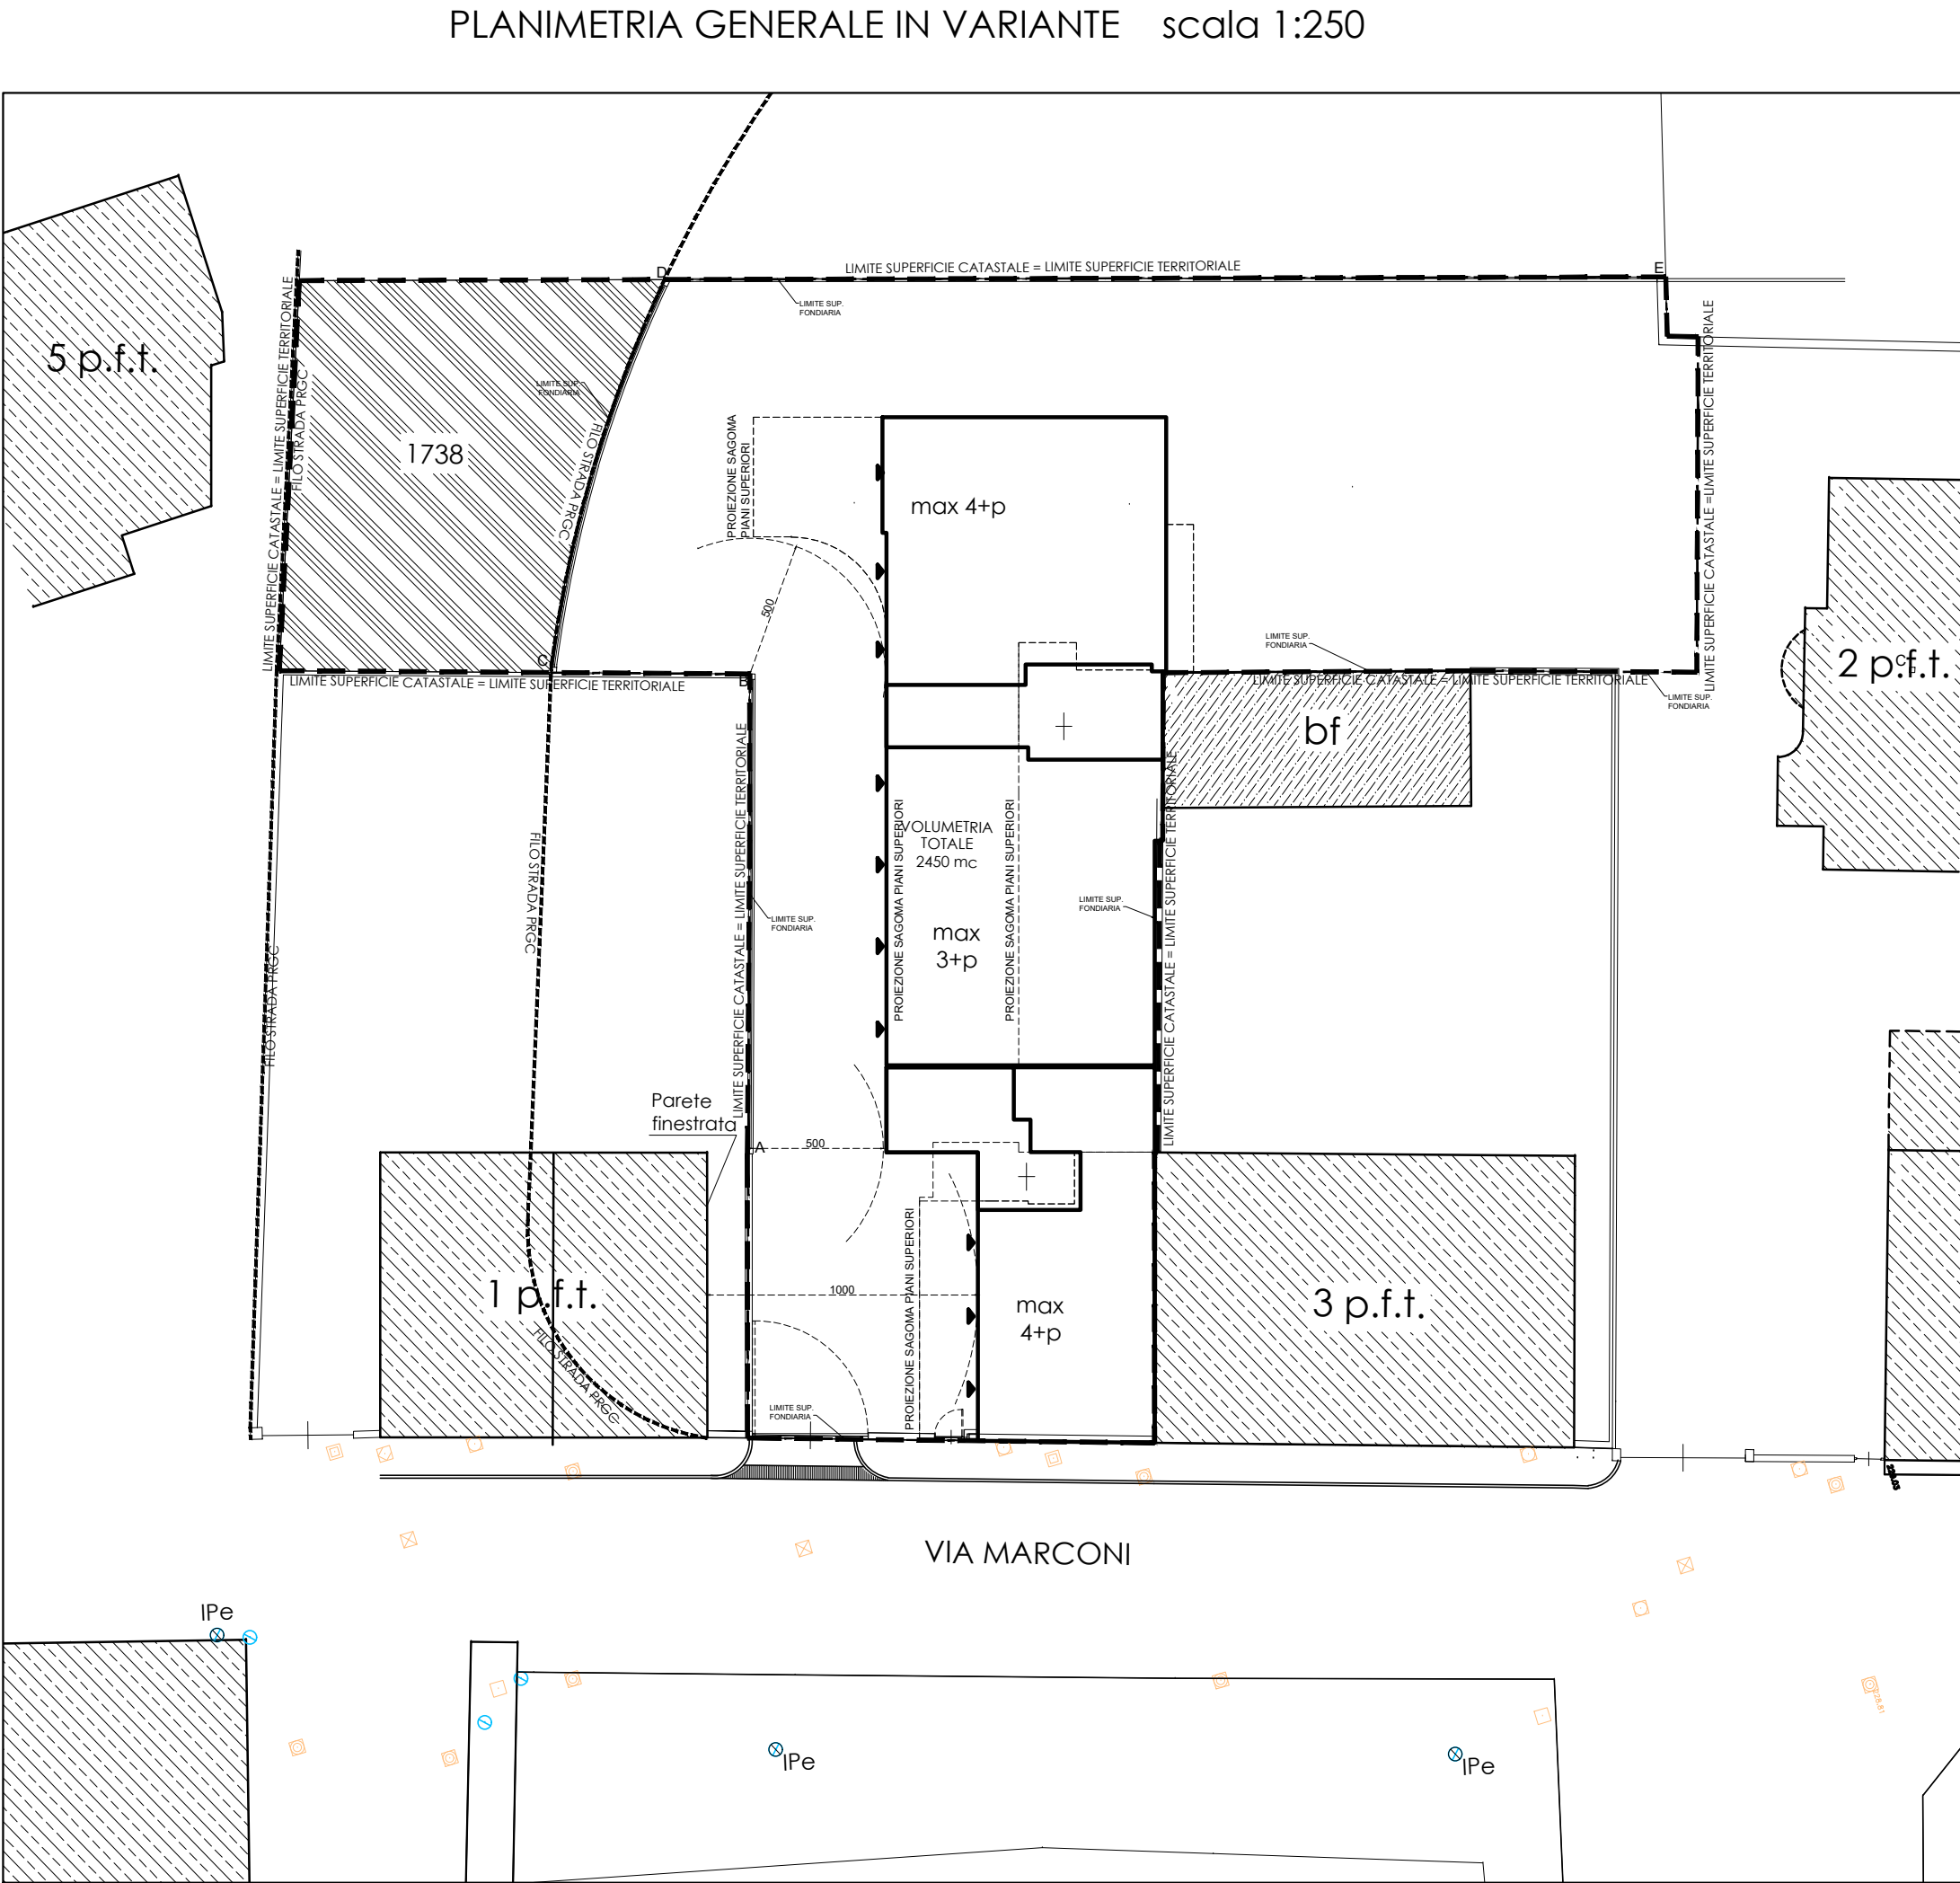 PLANIMETRIA GENERALE IN VARIANTE scala 1:250
LIMITE SUPERFICIE CATASTALE = LIMITE SUPERFICIE TERRITORIALE
D
E
LIMITE SUP.
FONDIARIA
5 p.f.t.
LIMITE SUPERFICIE CATASTALE = LIMITE SUPERFICIE TERRITORIALE
FILO STRADA PRGC
LIMITE SUP.
FONDIARIA
1738
FILO STRADA PRGC
PROIEZIONE SAGOMA
PIANI SUPERIORI
max 4+p
LIMITE SUPERFICIE CATASTALE =LIMITE SUPERFICIE TERRITORIALE
500
LIMITE SUP.
FONDIARIA
2 p.f.t.
C
B
LIMITE SUPERFICIE CATASTALE = LIMITE SUPERFICIE TERRITORIALE
LIMITE SUPERFICIE CATASTALE = LIMITE SUPERFICIE TERRITORIALE
LIMITE SUP.
FONDIARIA
bf
VOLUMETRIA
TOTALE
2450 mc
FILO STRADA PRGC
FILO STRADA PRGC
LIMITE SUPERFICIE CATASTALE = LIMITE SUPERFICIE TERRITORIALE
LIMITE SUP.
FONDIARIA
PROIEZIONE SAGOMA PIANI SUPERIORI
PROIEZIONE SAGOMA PIANI SUPERIORI
max
3+p
LIMITE SUP.
FONDIARIA
LIMITE SUPERFICIE CATASTALE = LIMITE SUPERFICIE TERRITORIALE
Parete
finestrata
A
500
1 p.f.t.
FILO STRADA PRGC
1000
PROIEZIONE SAGOMA PIANI SUPERIORI
max
4+p
3 p.f.t.
LIMITE SUP.
FONDIARIA
VIA MARCONI
IPe
IPe
IPe